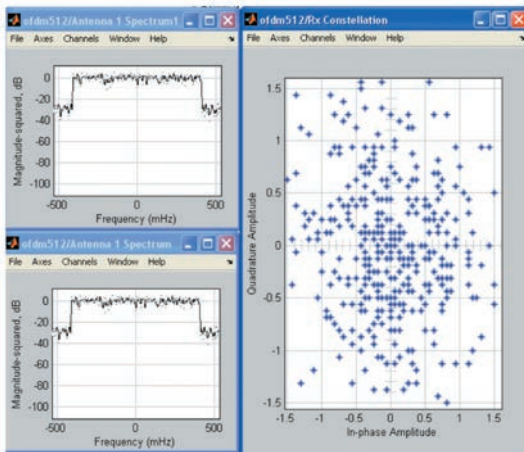 ofdm512/Antenna 1 Spectrum1
File Axes Channels Window Help
0
-20
-40
-60
-80
-100
Magnitude-squared, dB
-500 0 500
Frequency (mHz)
ofdm512/Antenna 1 Spectrum
File Axes Channels Window Help
0
-20
-40
-60
-80
-100
Magnitude-squared, dB
-500 0 500
Frequency (mHz)
ofdm512/Rx Constellation
File Axes Channels Window Help
1.5
1
0.5
0
-0.5
-1
-1.5
Quadrature Amplitude
-1.5 -1 -0.5 0 0.5 1 1.5
In-phase Amplitude